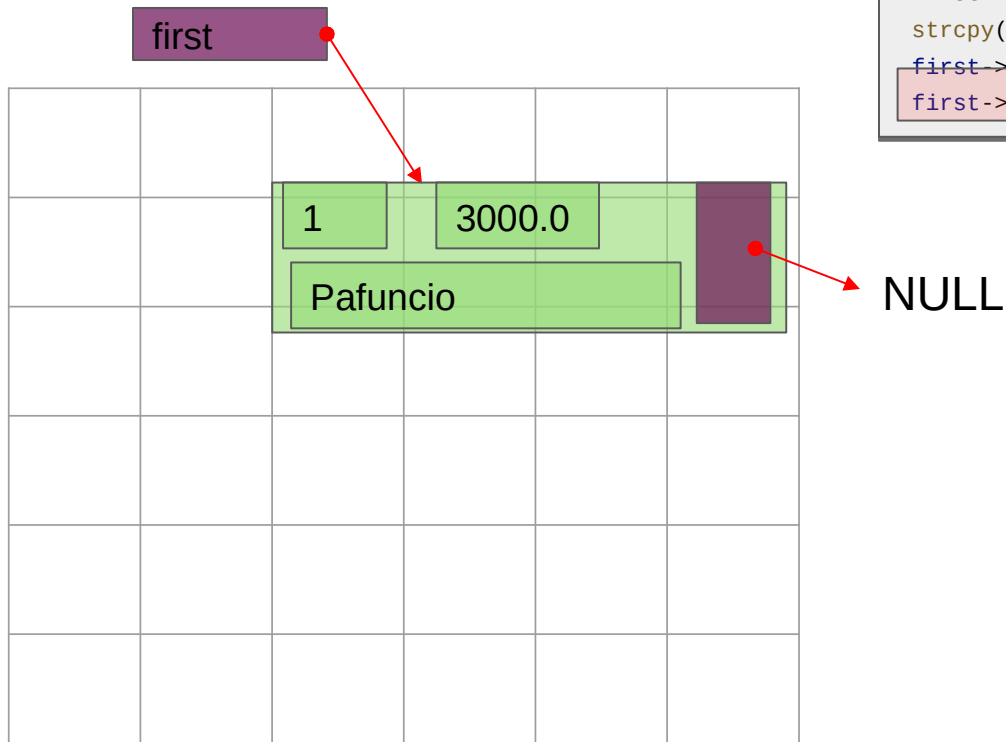 first
strcpy(
first->
first->
1
3000.0
Pafuncio
NULL